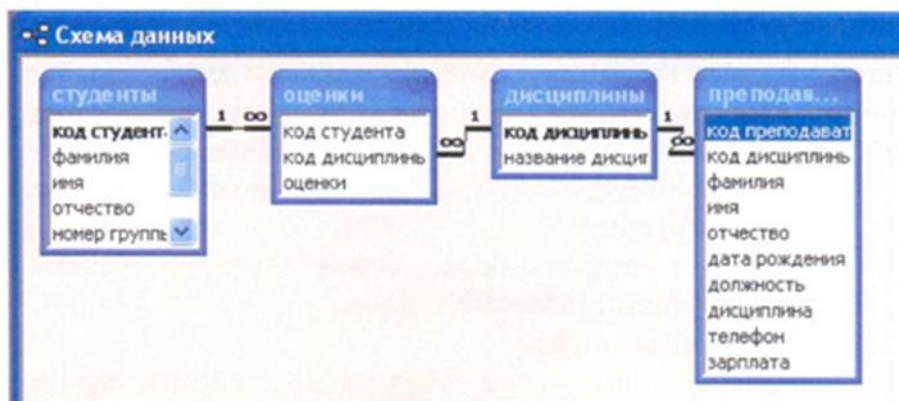 Схема данных
студенты
код студент.
фамилия
имя
отчество
номер группь
1 ∞
оценки
код студента
код дисциплинь
оценки
∞ 1
дисциплины
код дисциплинь
название дисциг
1 ∞
преподав...
код преподават
код дисциплинь
фамилия
имя
отчество
дата рождения
должность
дисциплина
телефон
зарплата